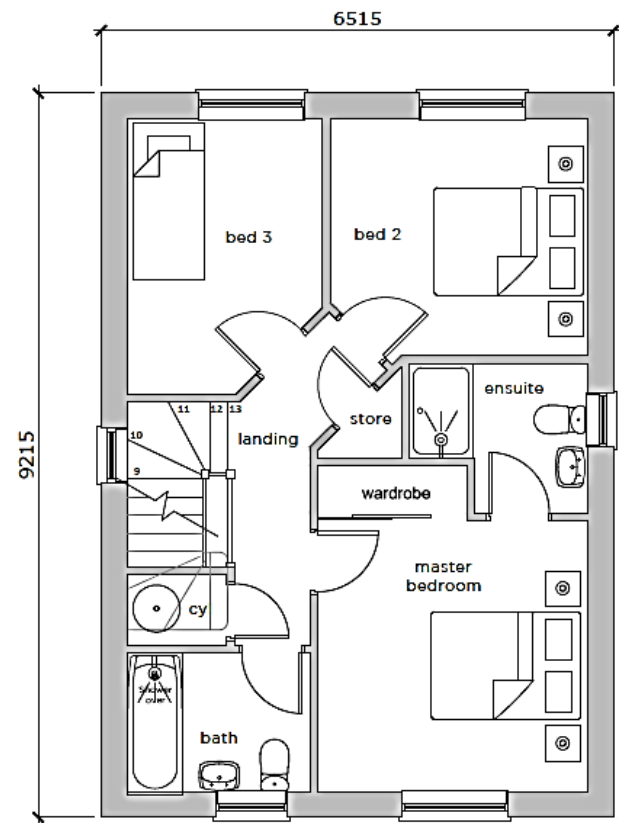 6515
9215
bed 3
bed 2
ensuite
11
12
13
10
9
landing
store
wardrobe
master
bedroom
cy
Shower
over
bath